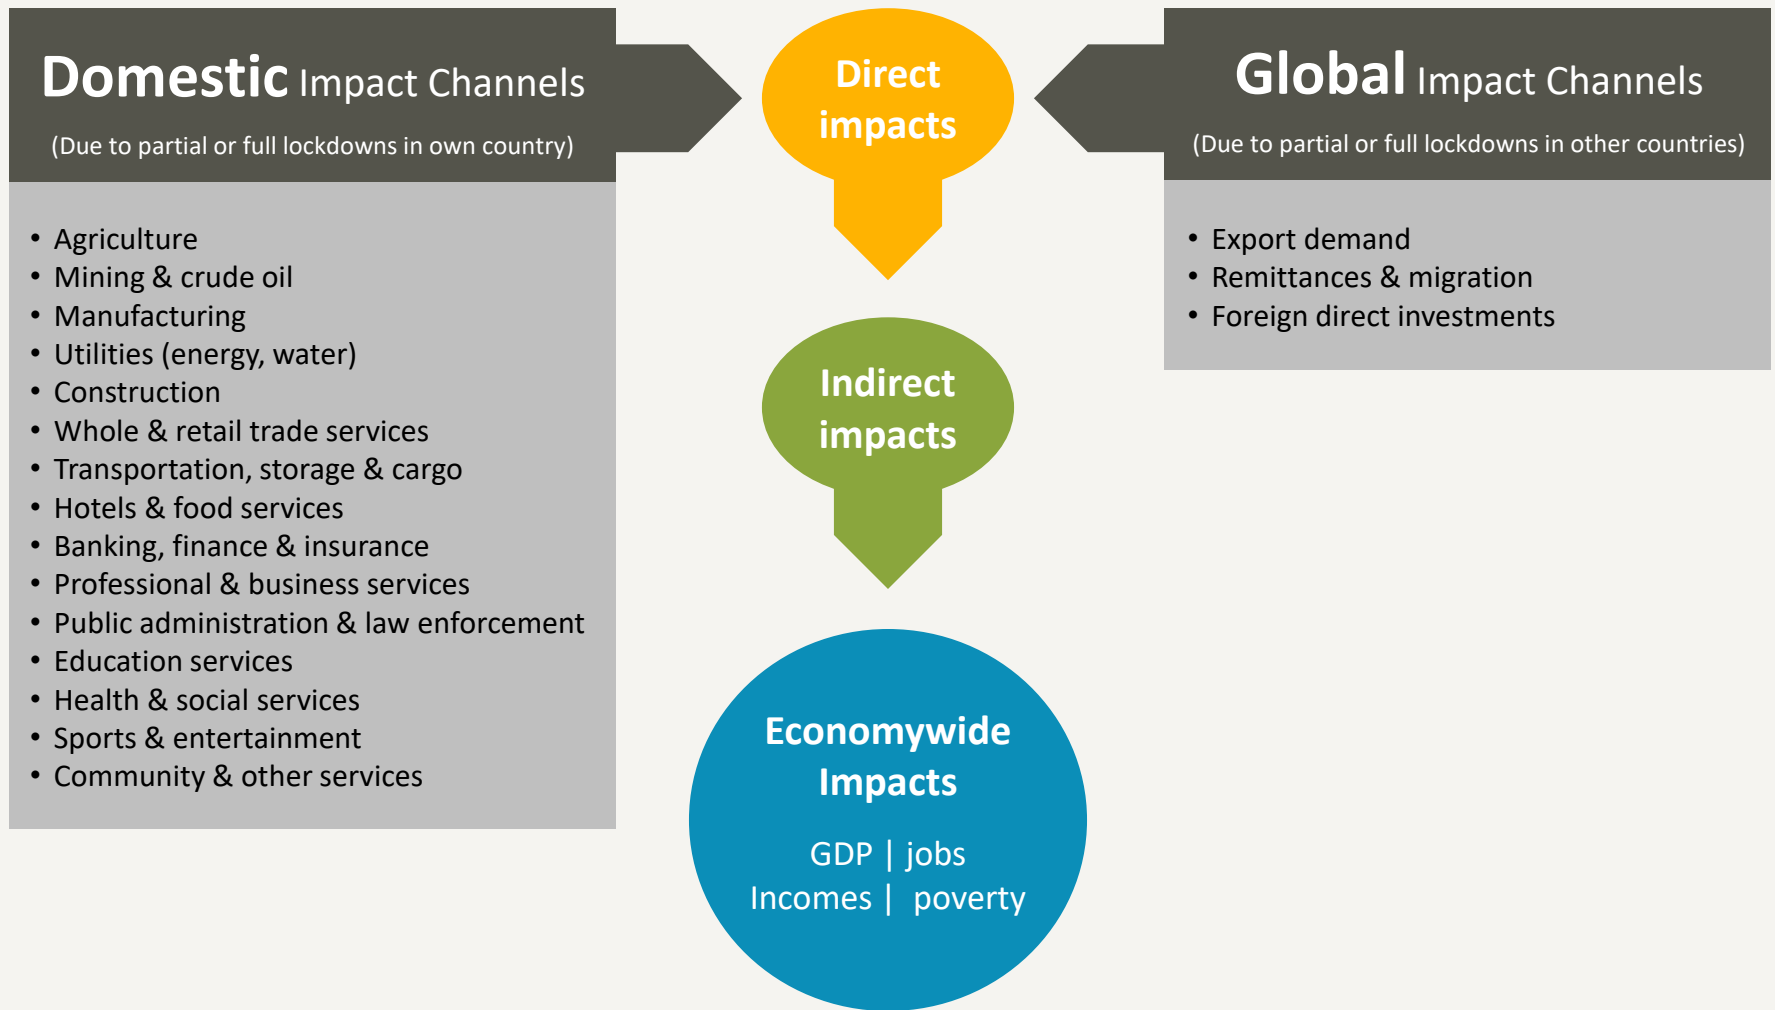 Domestic Impact Channels
(Due to partial or full lockdowns in own country)
• Agriculture
• Mining & crude oil
• Manufacturing
• Utilities (energy, water)
• Construction
• Whole & retail trade services
• Transportation, storage & cargo
• Hotels & food services
• Banking, finance & insurance
• Professional & business services
• Public administration & law enforcement
• Education services
• Health & social services
• Sports & entertainment
• Community & other services
Direct
impacts
Indirect
impacts
Economywide
Impacts
GDP | jobs
Incomes | poverty
Global Impact Channels
(Due to partial or full lockdowns in other countries)
• Export demand
• Remittances & migration
• Foreign direct investments